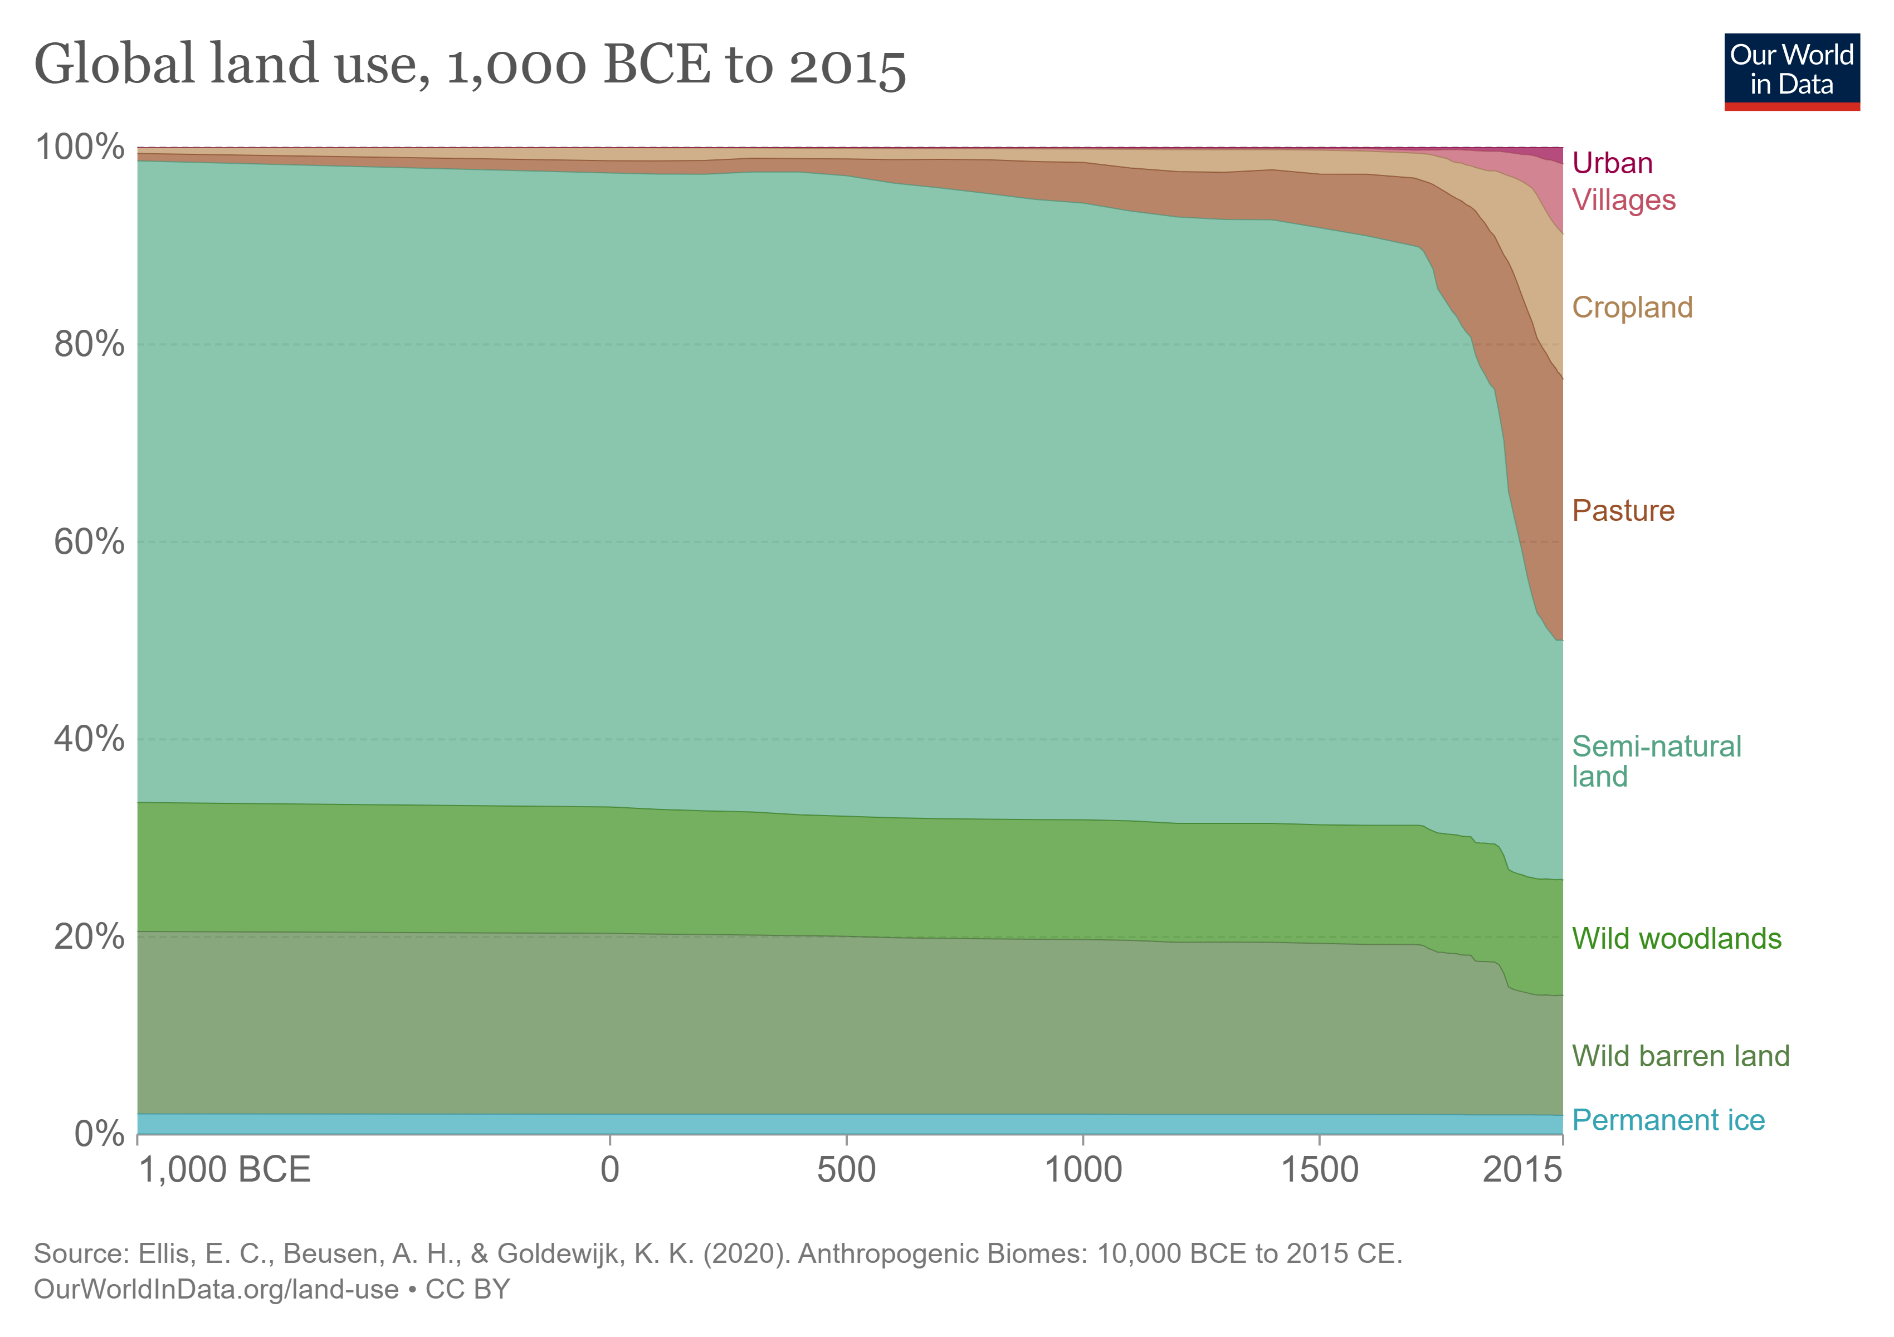 Global land use, 1,000 BCE to 2015
Our World
in Data
100%
80%
60%
40%
20%
0%
Urban
Villages
Cropland
Pasture
Semi-natural
land
Wild woodlands
Wild barren land
Permanent ice
1,000 BCE
0
500
1000
1500
2015
Source: Ellis, E. C., Beusen, A. H., & Goldewijk, K. K. (2020). Anthropogenic Biomes: 10,000 BCE to 2015 CE.
OurWorldInData.org/land-use • CC BY